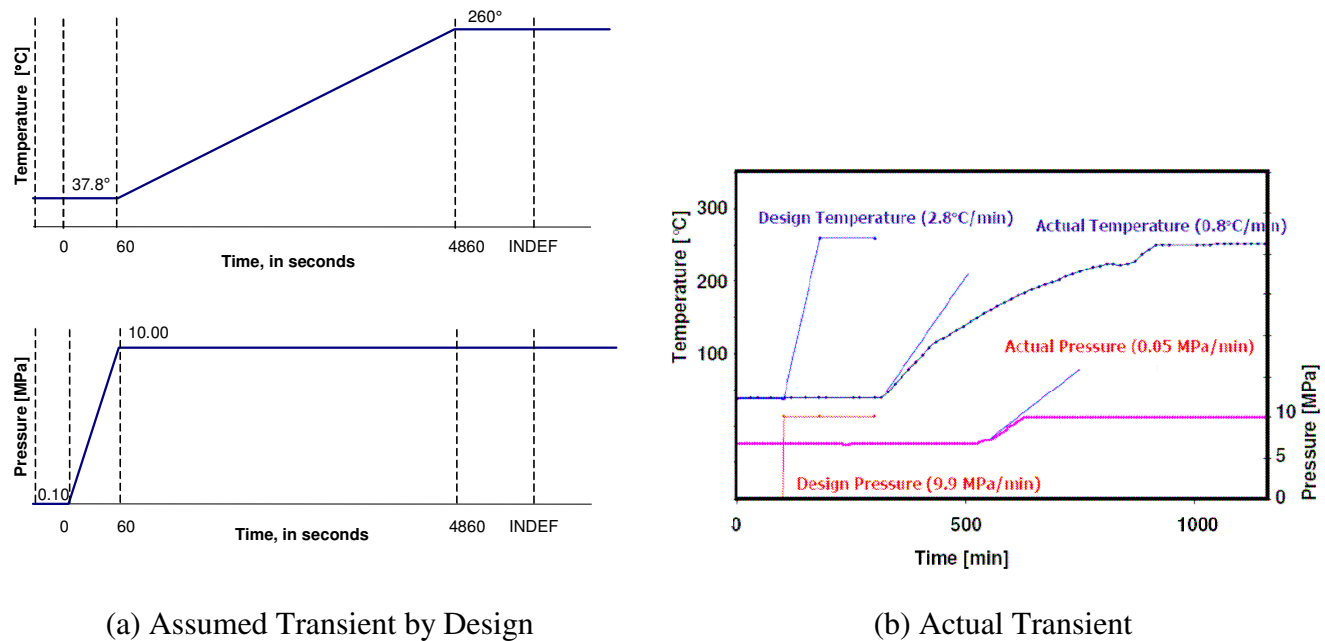 Temperature [°C]
260°
37.8°
0 60 4860 INDEF
Time, in seconds
Pressure [MPa]
10.00
0.10
0 60 4860 INDEF
Time, in seconds
(a) Assumed Transient by Design
Temperature [°C]
300
200
100
Design Temperature (2.8°C/min)
Actual Temperature (0.8°C/min)
Actual Pressure (0.05 MPa/min)
Design Pressure (9.9 MPa/min)
10
5
0
Pressure [MPa]
0 500 1000
Time [min]
(b) Actual Transient